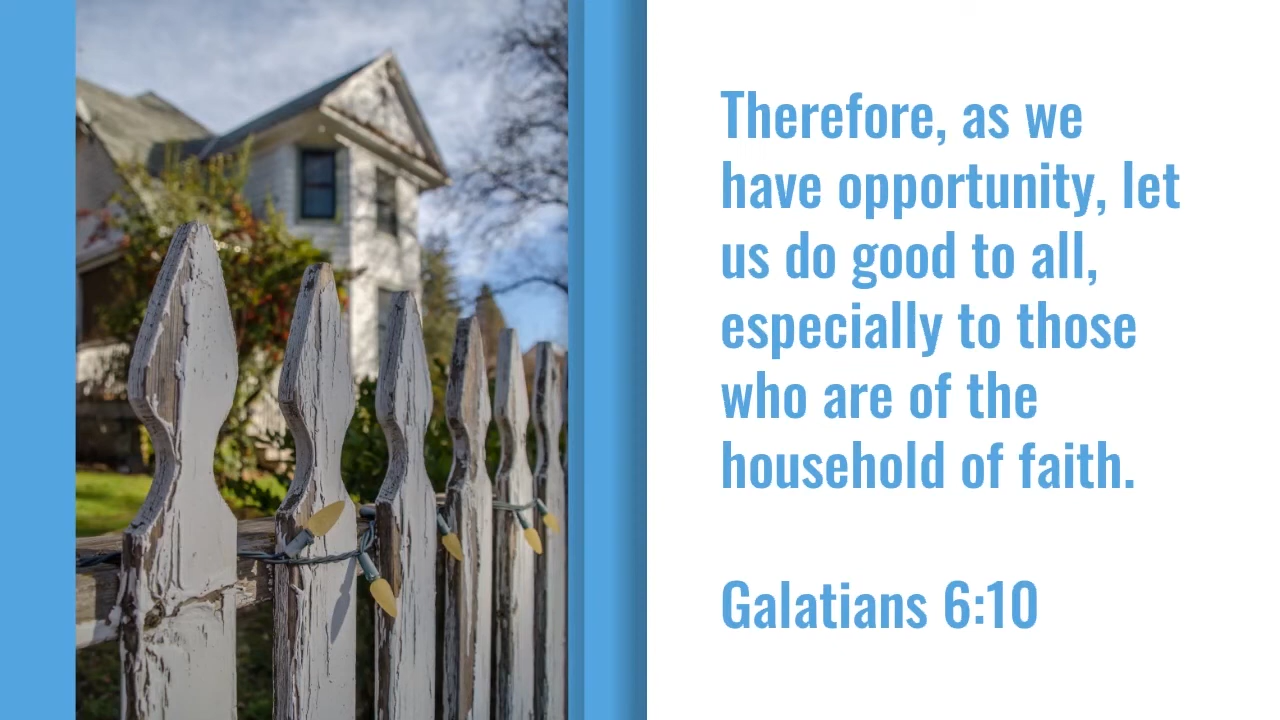 Therefore, as we
have opportunity, let
us do good to all,
especially to those
who are of the
household of faith.
Galatians 6:10